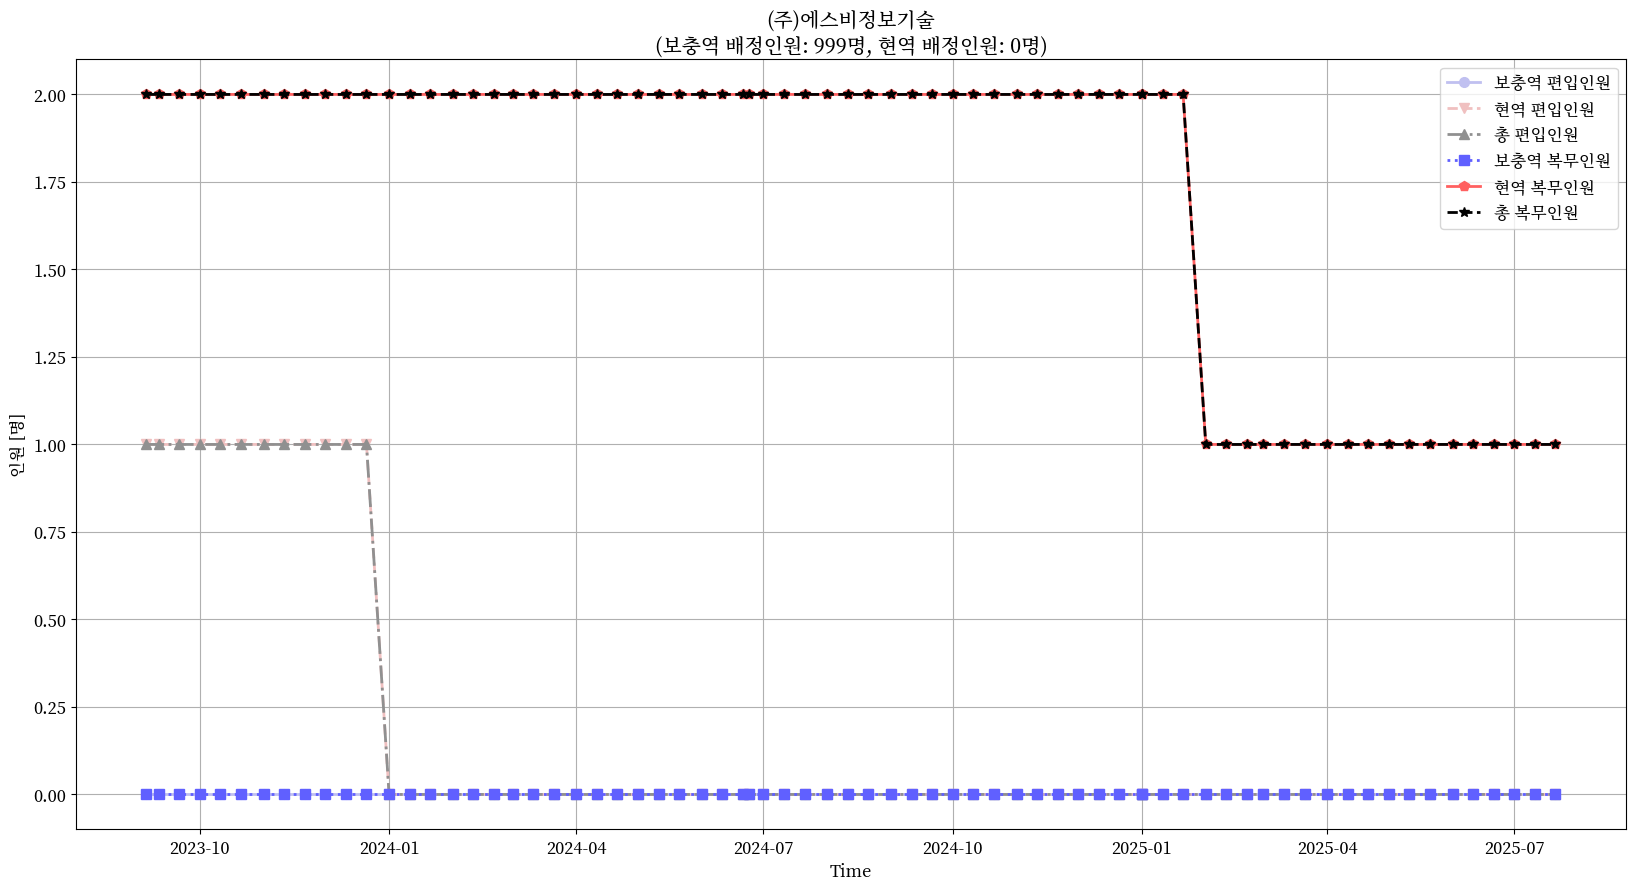 (주)에스비정보기술
(보충역 배정인원: 999명, 현역 배정인원: 0명)
보충역 편입인원
현역 편입인원
총 편입인원
보충역 복무인원
현역 복무인원
총 복무인원
인원 [명]
2.00
1.75
1.50
1.25
1.00
0.75
0.50
0.25
0.00
2023-10 2024-01 2024-04 2024-07 2024-10 2025-01 2025-04 2025-07
Time